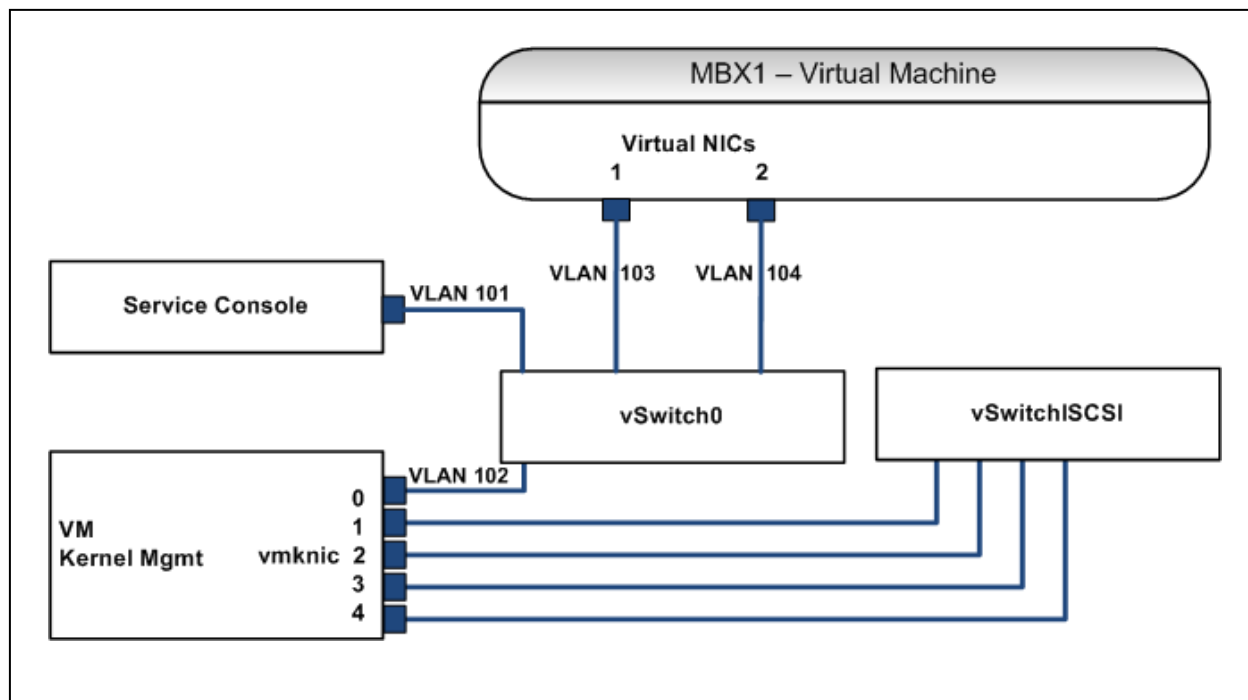 MBX1 – Virtual Machine
Virtual NICs
1 2
VLAN 103 VLAN 104
Service Console
VLAN 101
vSwitch0
vSwitchISCSI
VLAN 102
0
1
VM
Kernel Mgmt
vmknic 2
3
4